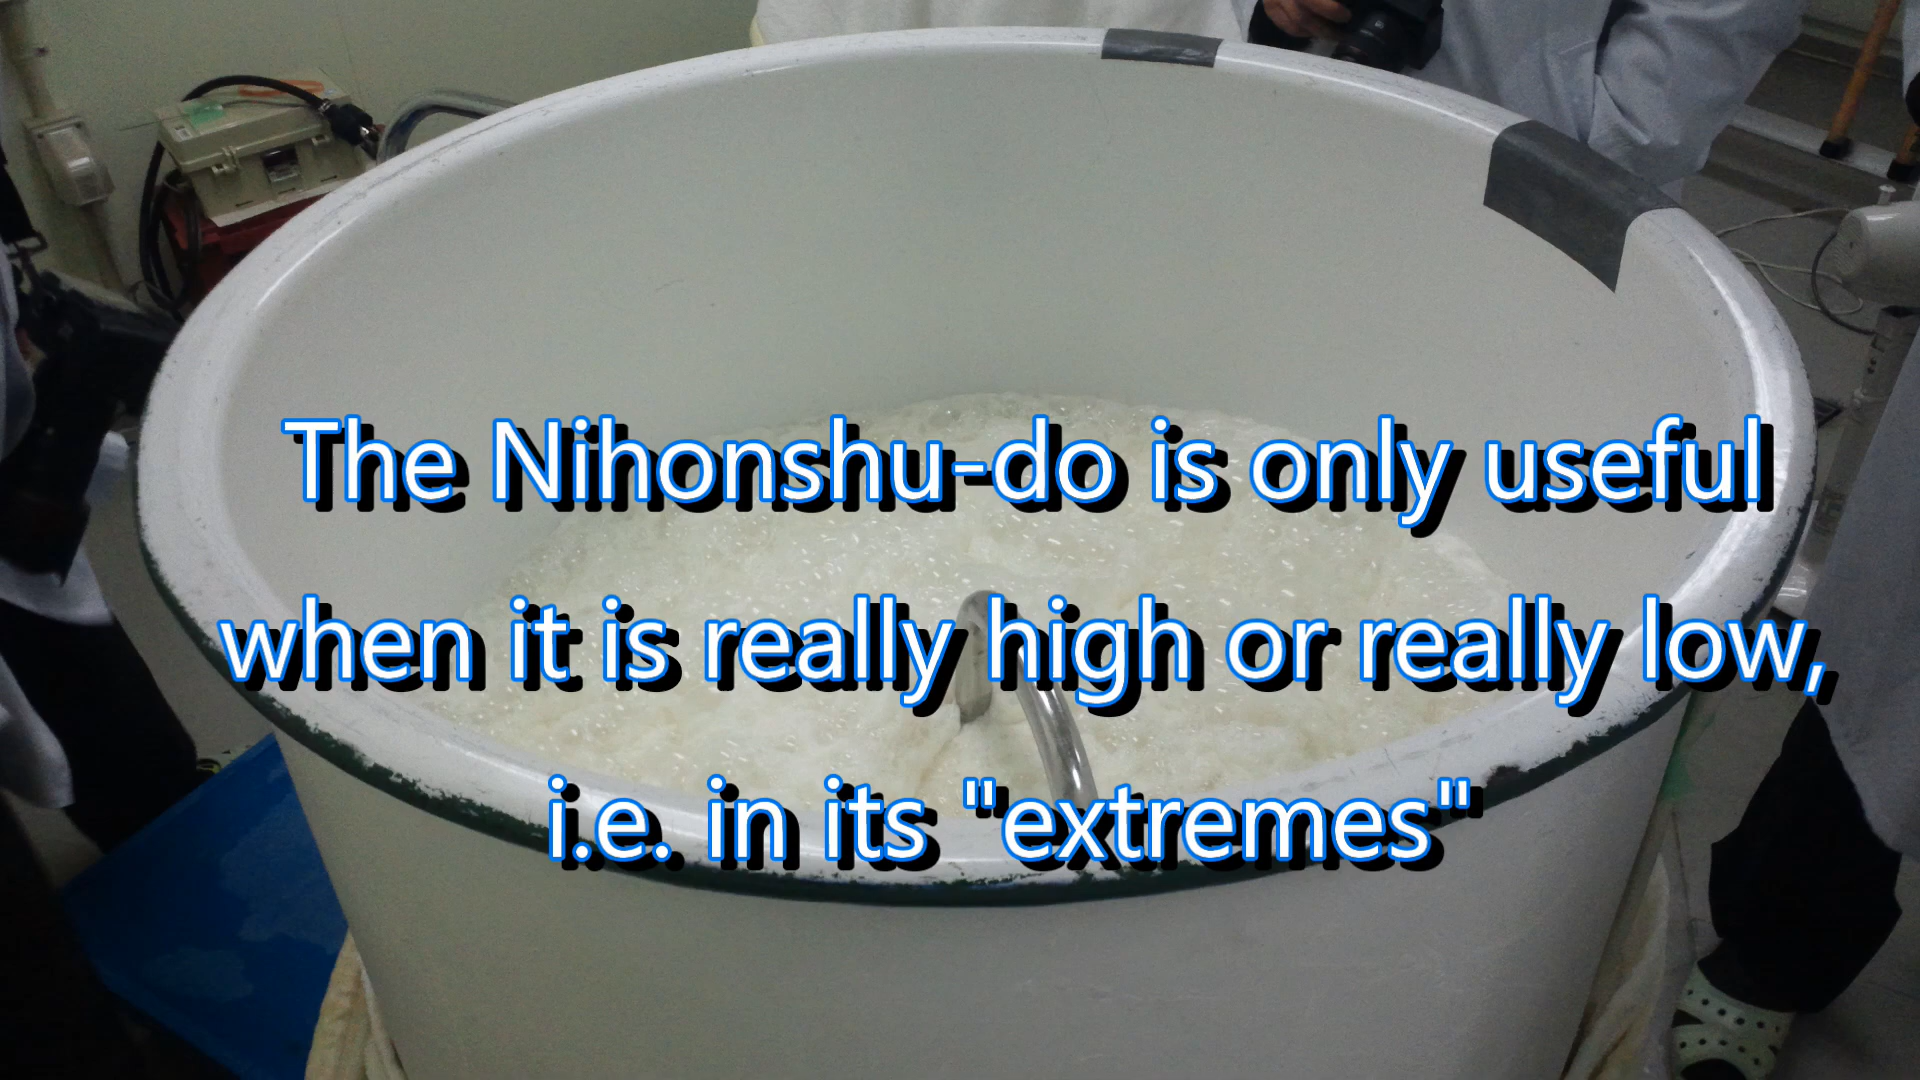 The Nihonshu-do is only useful
when it is really high or really low,
i.e. in its "extremes"